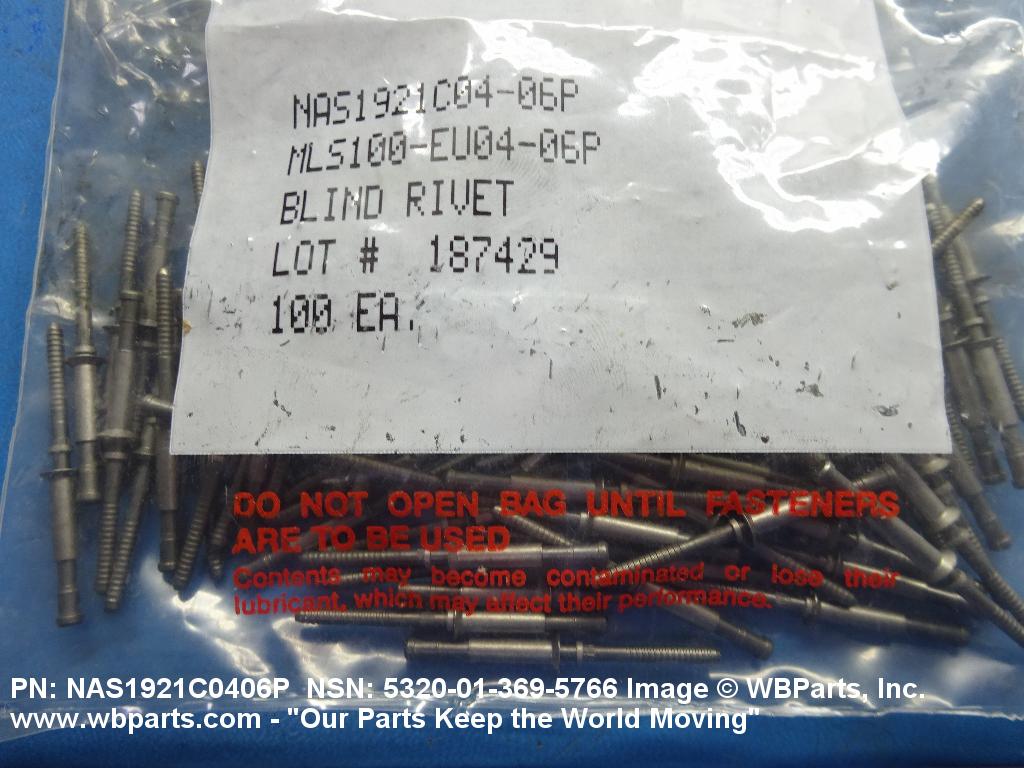 NAS1921C04-06P
MLS100-EU04-06P
BLIND RIVET
LOT # 187429
100 EA.
DO NOT OPEN BAG UNTIL FASTENERS
ARE TO BE USED
Contents may become contaminated or lose their
lubricant, which may affect their performance.
PN: NAS1921C0406P NSN: 5320-01-369-5766 Image © WBParts, Inc.
www.wbparts.com - "Our Parts Keep the World Moving"